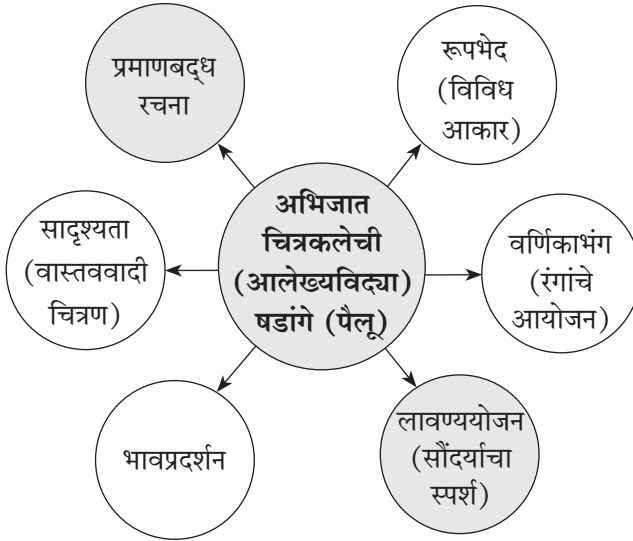 प्रमाणबद्ध
रचना
रूपभेद
(विविध
आकार)
अभिजात
चित्रकलेची
(आलेख्यविद्या)
षडांगे (पैलू)
सादृश्यता
(वास्तववादी
चित्रण)
वर्णिकाभंग
(रंगांचे
आयोजन)
भावप्रदर्शन
लावण्ययोजन
(सौंदर्याचा
स्पर्श)